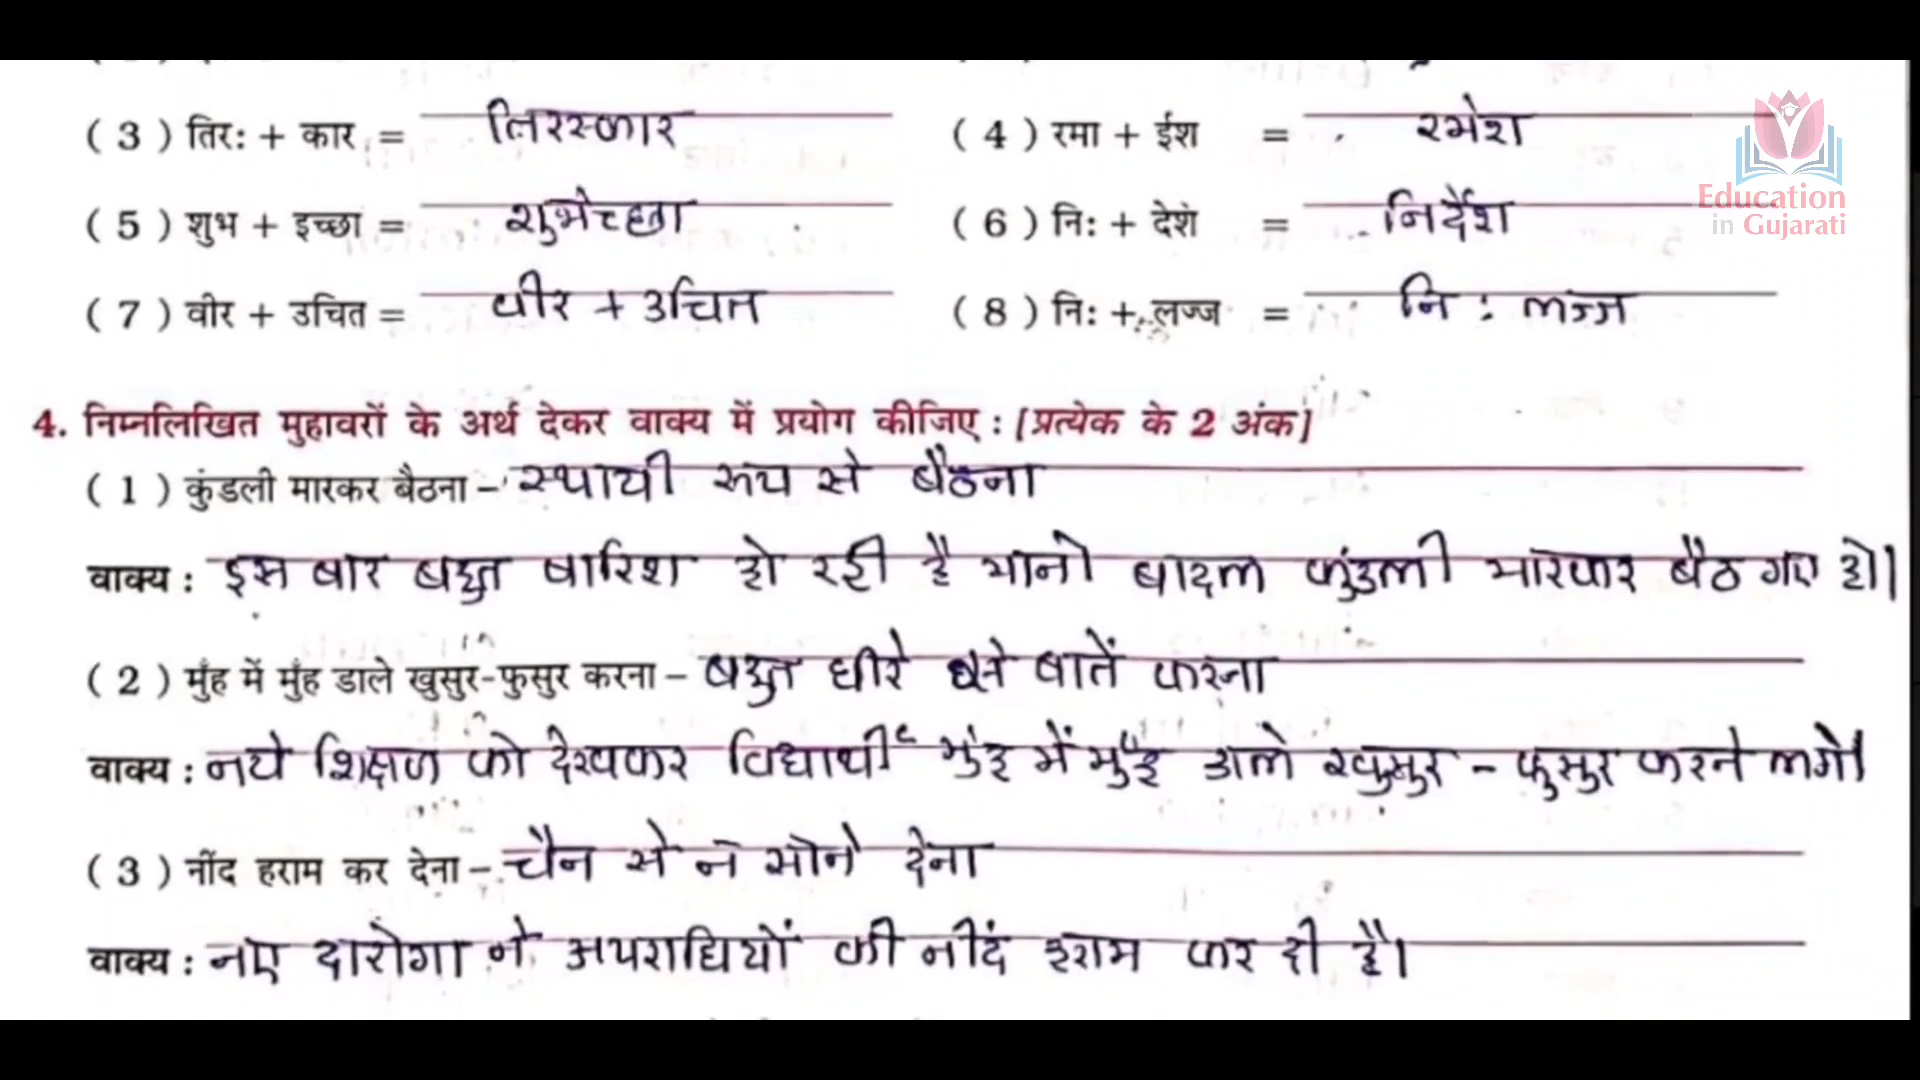 (3) तिरः + कार = तिरस्कार (4) रमा + ईश = रमेश
Education
(5) शुभ + इच्छा = शुभेच्छा (6) निः + देश = निर्देश
in Gujarati
(7) वीर + उचित = वीर + उचित (8) निः + लज्ज = नि : लज्ज
4. निम्नलिखित मुहावरों के अर्थ देकर वाक्य में प्रयोग कीजिए : [प्रत्येक के 2 अंक]
(1) कुंडली मारकर बैठना - स्थायी रूप से बैठना
वाक्य : इस बार बहुत बारिश हो रही है मानो बादल कुंडली मारकर बैठ गए हो।
(2) मुंह में मुंह डाले खुसुर-फुसुर करना - बहुत धीरे से बातें करना
वाक्य : नये शिक्षक को देखकर विद्यार्थी मुंह में मुंह डाले खुसुर - फुसुर करने लगे।
(3) नींद हराम कर देना - चैन से न सोने देना
वाक्य : नए दारोगा ने अपराधियों की नींद हराम कर दी है।